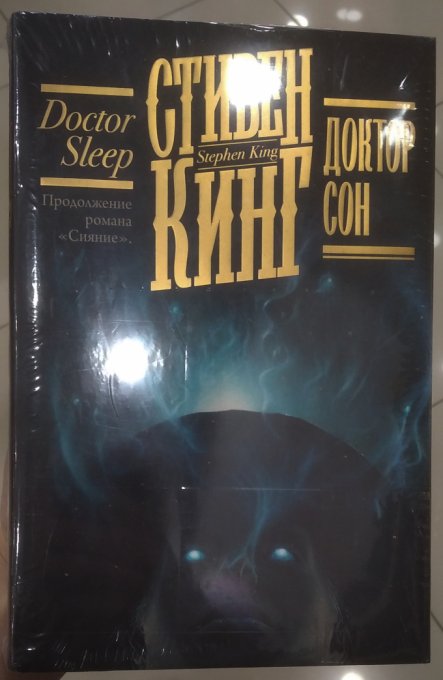 Doctor
Sleep
Продолжение
романа
«Сияние».
СТИВЕН
Stephen King
КИНГ
ДОКТОР
СОН